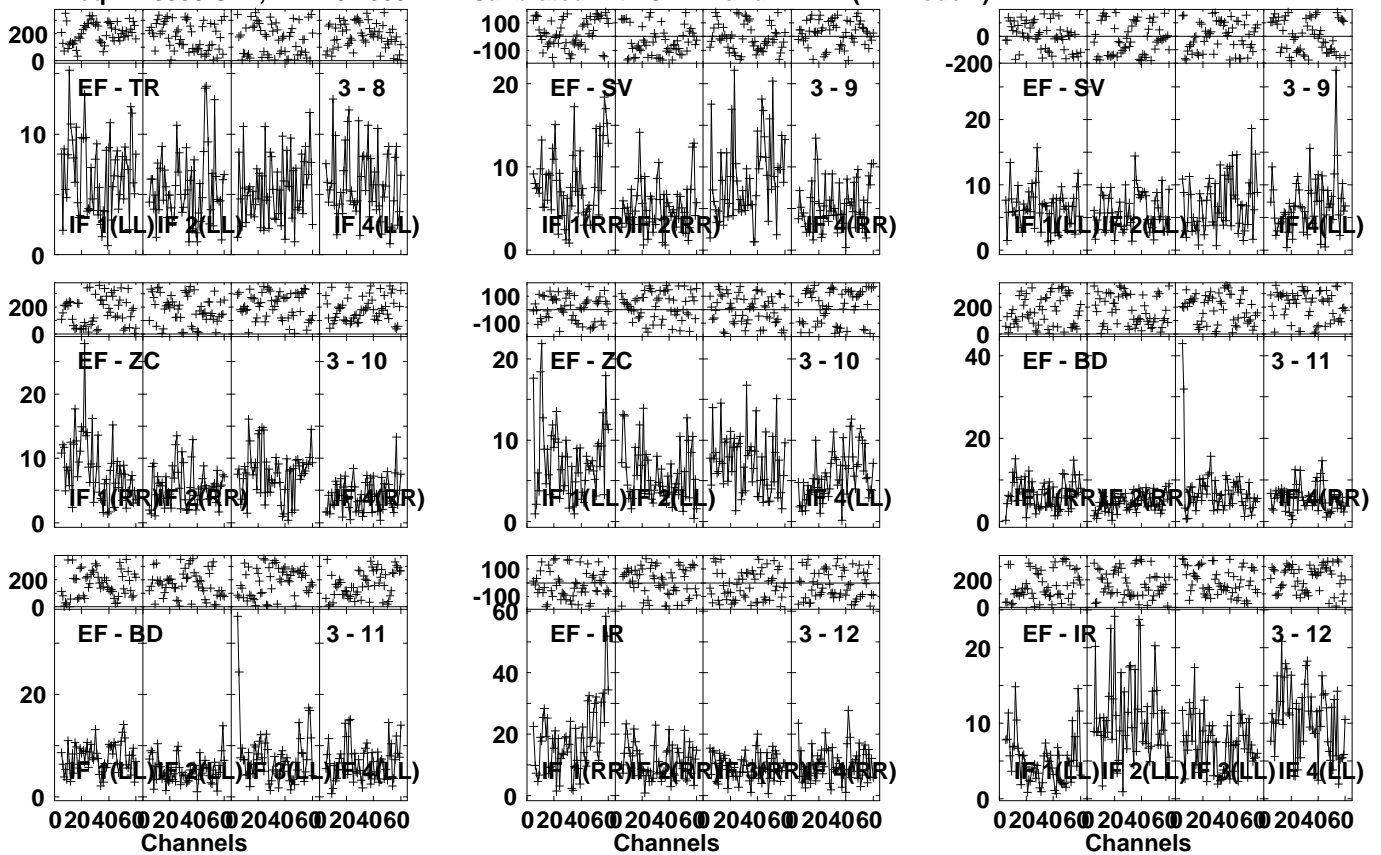 200
0
100
-100
0
-200
EF - TR
3 - 8
EF - SV
3 - 9
EF - SV
3 - 9
10
0
20
10
0
20
10
0
IF 1(LL)
IF 2(LL)
IF 4(LL)
IF 1(RR)
IF 2(RR)
IF 4(RR)
IF 1(LL)
IF 2(LL)
IF 4(LL)
200
0
100
-100
200
0
EF - ZC
3 - 10
EF - ZC
3 - 10
EF - BD
3 - 11
20
10
0
20
10
0
40
20
0
IF 1(RR)
IF 2(RR)
IF 4(RR)
IF 1(LL)
IF 2(LL)
IF 4(LL)
IF 1(RR)
IF 2(RR)
IF 4(RR)
200
0
100
-100
200
0
EF - BD
3 - 11
EF - IR
3 - 12
EF - IR
3 - 12
20
0
60
40
20
0
20
10
0
IF 1(LL)
IF 2(LL)
IF 3(LL)
IF 4(LL)
IF 1(RR)
IF 2(RR)
IF 3(RR)
IF 4(RR)
IF 1(LL)
IF 2(LL)
IF 3(LL)
IF 4(LL)
0 20 40 60 0 20 40 60 0 20 40 60 0 20 40 60
0 20 40 60 0 20 40 60 0 20 40 60 0 20 40 60
0 20 40 60 0 20 40 60 0 20 40 60 0 20 40 60
Channels
Channels
Channels